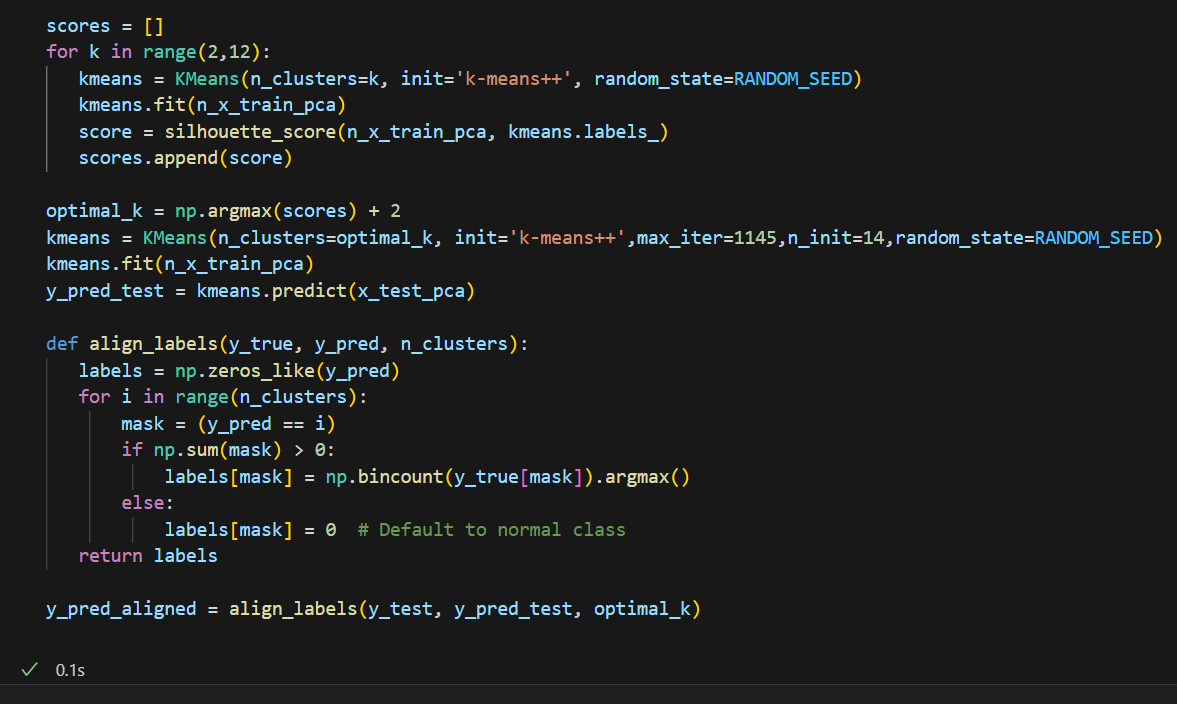 scores = []
for k in range(2,12):
    kmeans = KMeans(n_clusters=k, init='k-means++', random_state=RANDOM_SEED)
    kmeans.fit(n_x_train_pca)
    score = silhouette_score(n_x_train_pca, kmeans.labels_)
    scores.append(score)

optimal_k = np.argmax(scores) + 2
kmeans = KMeans(n_clusters=optimal_k, init='k-means++',max_iter=1145,n_init=14,random_state=RANDOM_SEED)
kmeans.fit(n_x_train_pca)
y_pred_test = kmeans.predict(x_test_pca)

def align_labels(y_true, y_pred, n_clusters):
    labels = np.zeros_like(y_pred)
    for i in range(n_clusters):
        mask = (y_pred == i)
        if np.sum(mask) > 0:
            labels[mask] = np.bincount(y_true[mask]).argmax()
        else:
            labels[mask] = 0  # Default to normal class
    return labels

y_pred_aligned = align_labels(y_test, y_pred_test, optimal_k)
0.1s